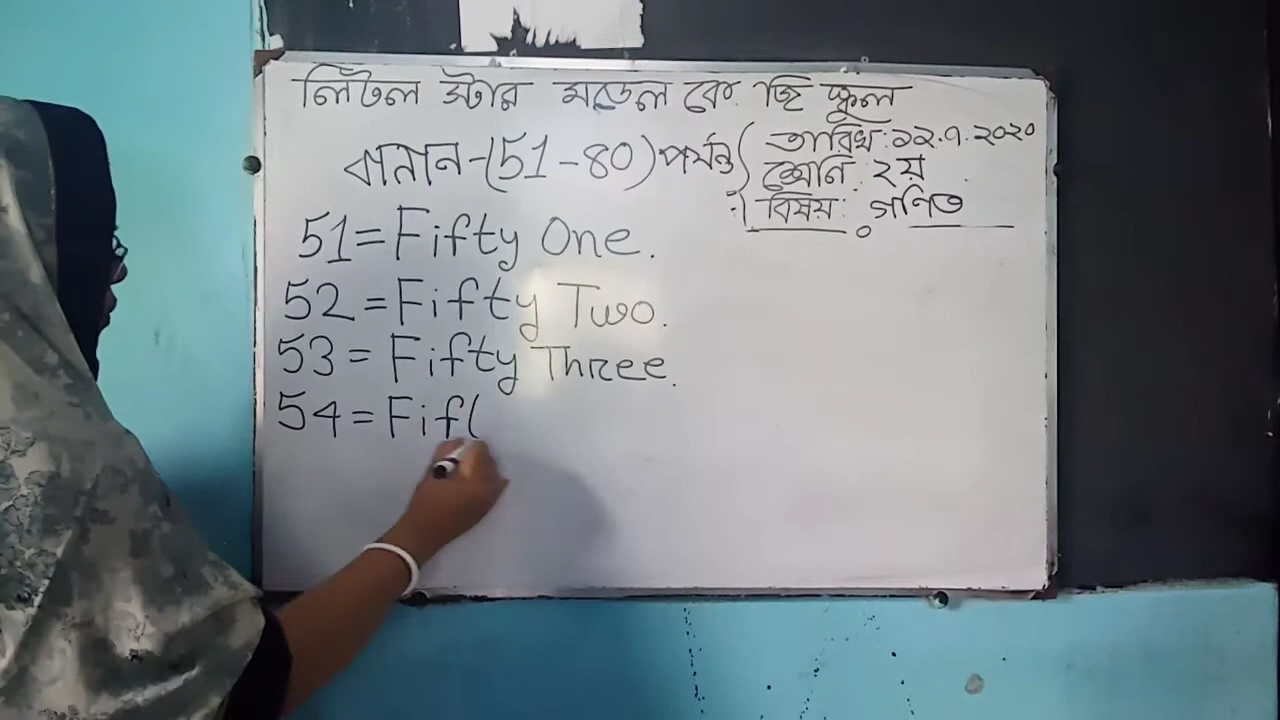 লিটল স্টার মডেল কে. জি স্কুল
বানান-(51-80) পর্যন্ত
তারিখ: ১২.৭.২০২০
শ্রেনি: ২য়
বিষয়: গণিত
51=Fifty One.
52=Fifty Two.
53=Fifty Three.
54=Fif